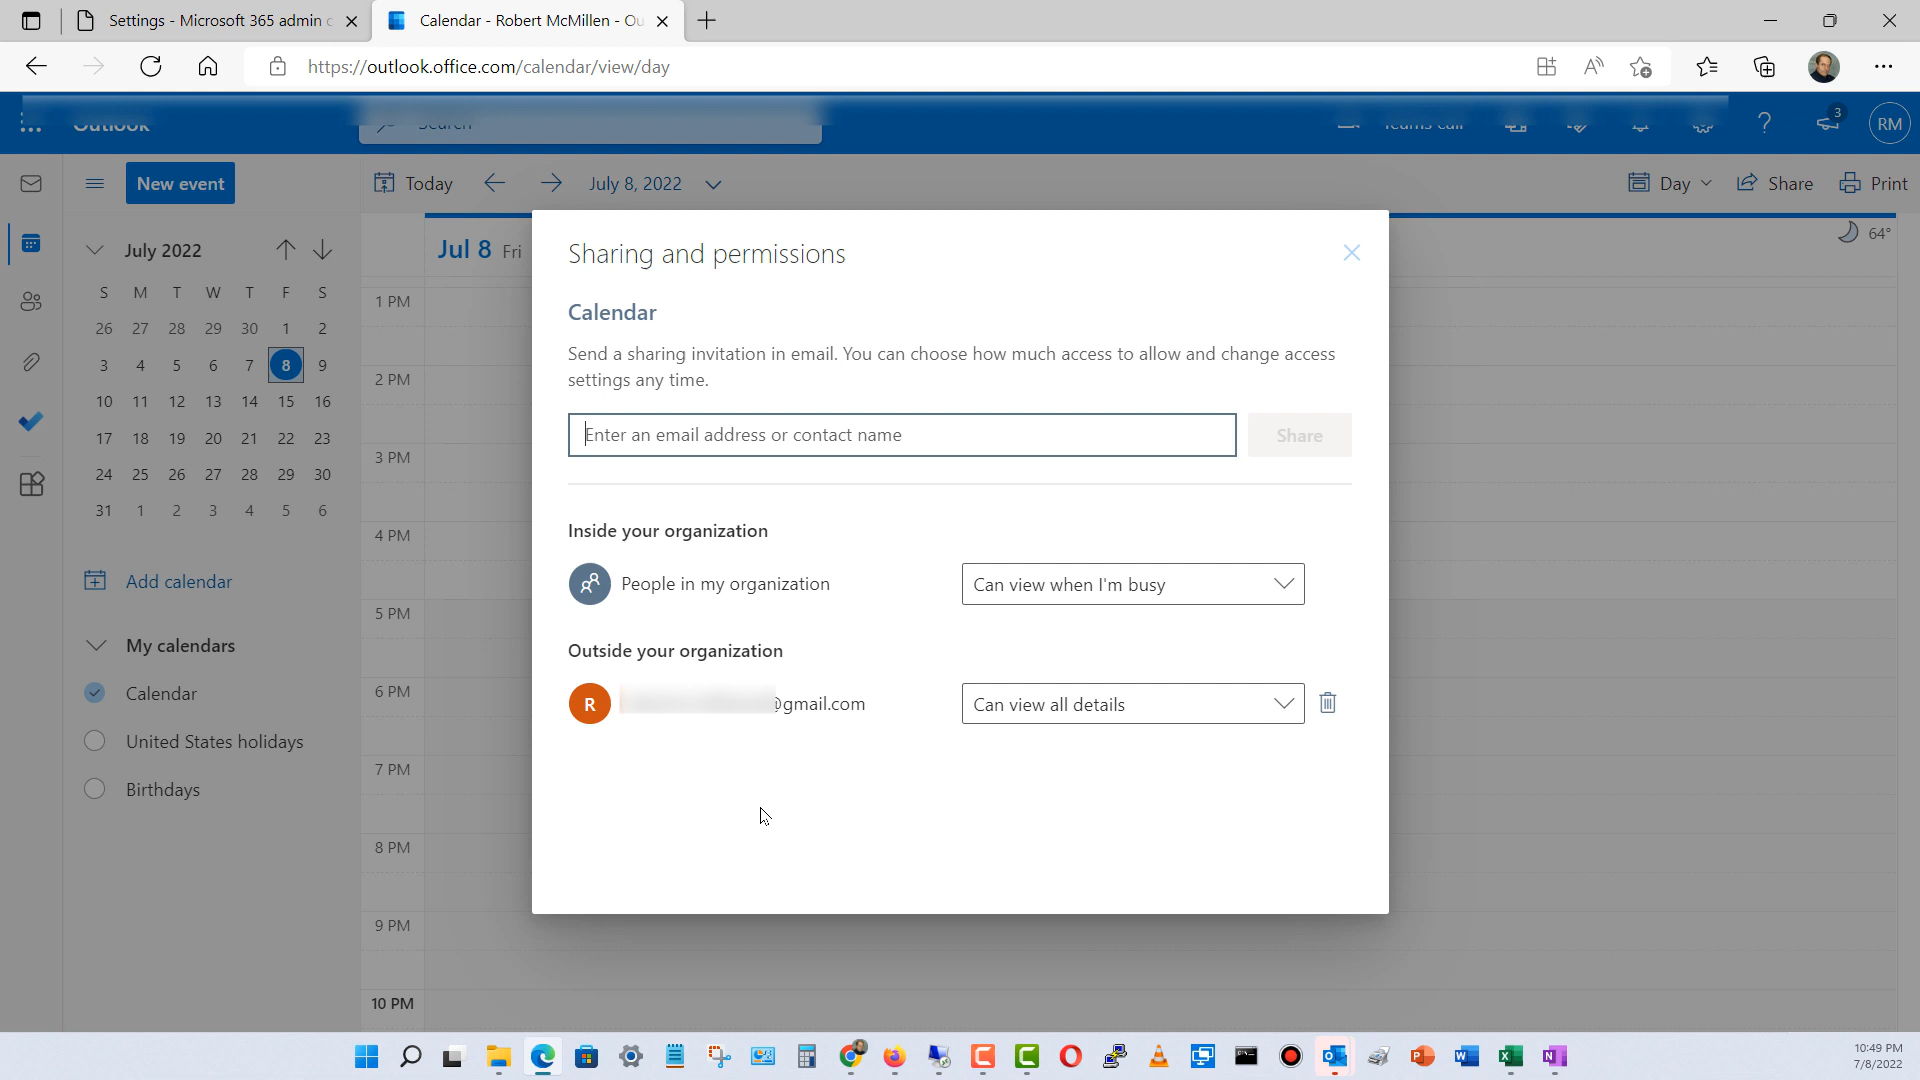 Settings - Microsoft 365 admin c
Calendar - Robert McMillen - Ou
https://outlook.office.com/calendar/view/day
Outlook
Search
Teams call
3
RM
New event
Today
July 8, 2022
Day
Share
Print
July 2022
S M T W T F S
26 27 28 29 30 1 2
3 4 5 6 7 8 9
10 11 12 13 14 15 16
17 18 19 20 21 22 23
24 25 26 27 28 29 30
31 1 2 3 4 5 6
Add calendar
My calendars
Calendar
United States holidays
Birthdays
Jul 8 Fri
64°
1 PM
2 PM
3 PM
4 PM
5 PM
6 PM
7 PM
8 PM
9 PM
10 PM
Sharing and permissions
Calendar
Send a sharing invitation in email. You can choose how much access to allow and change access
settings any time.
Enter an email address or contact name
Share
Inside your organization
People in my organization
Can view when I'm busy
Outside your organization
R
@gmail.com
Can view all details
10:49 PM
7/8/2022